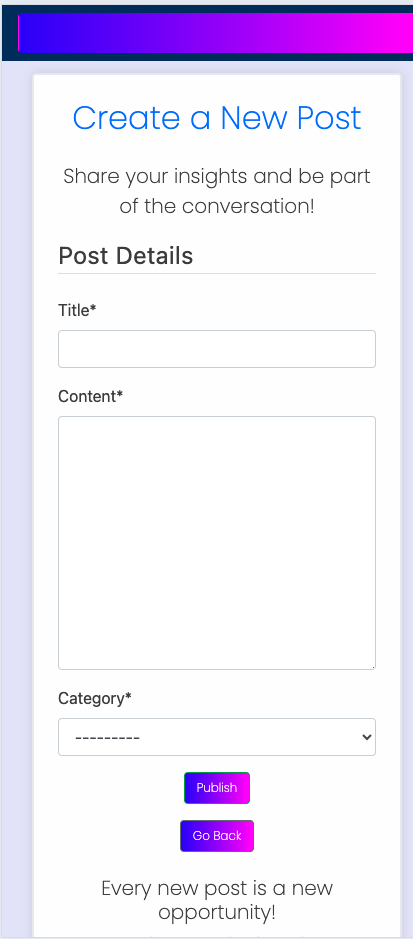 Create a New Post
Share your insights and be part
of the conversation!
Post Details
Title*
Content*
Category*
---------
Publish
Go Back
Every new post is a new
opportunity!